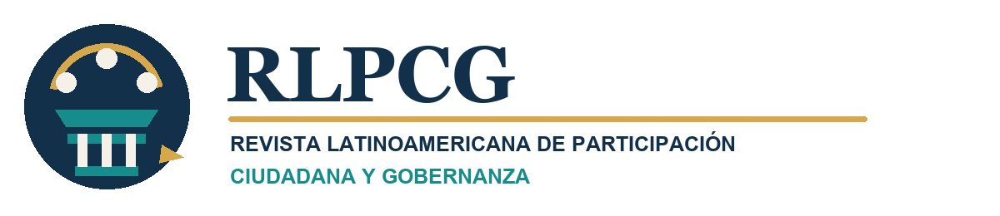 RLPCG
REVISTA LATINOAMERICANA DE PARTICIPACIÓN
CIUDADANA Y GOBERNANZA